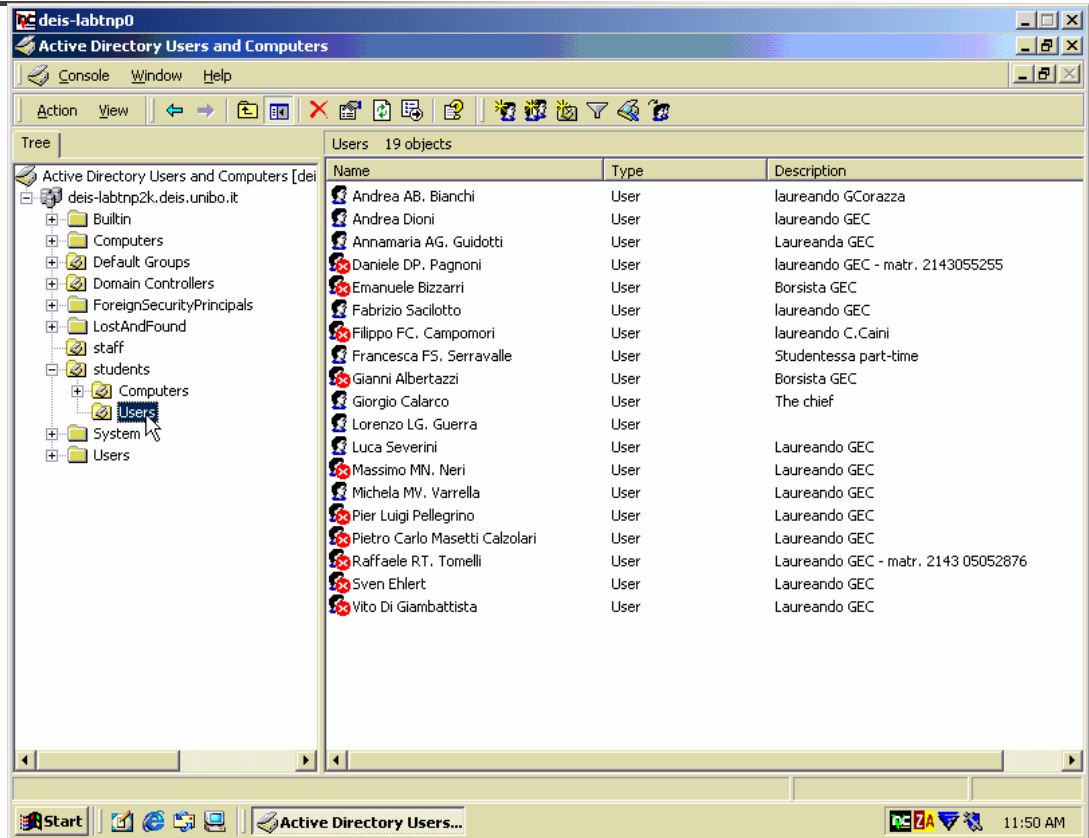 deis-labtnp0
Active Directory Users and Computers
Console Window Help
Action View
Tree
Users 19 objects
Active Directory Users and Computers [dei
deis-labtnp2k.deis.unibo.it
Builtin
Computers
Default Groups
Domain Controllers
ForeignSecurityPrincipals
LostAndFound
staff
students
Computers
Users
System
Users
Name Type Description
Andrea AB. Bianchi User laureando GCorazza
Andrea Dioni User laureando GEC
Annamaria AG. Guidotti User Laureanda GEC
Daniele DP. Pagnoni User laureando GEC - matr. 2143055255
Emanuele Bizzarri User Borsista GEC
Fabrizio Sacilotto User laureando GEC
Filippo FC. Campomori User laureando C.Caini
Francesca FS. Serravalle User Studentessa part-time
Gianni Albertazzi User Borsista GEC
Giorgio Calarco User The chief
Lorenzo LG. Guerra User
Luca Severini User Laureando GEC
Massimo MN. Neri User Laureando GEC
Michela MV. Varrella User Laureando GEC
Pier Luigi Pellegrino User Laureando GEC
Pietro Carlo Masetti Calzolari User Laureando GEC
Raffaele RT. Tomelli User Laureando GEC - matr. 2143 05052876
Sven Ehlert User Laureando GEC
Vito Di Giambattista User Laureando GEC
Start Active Directory Users... ZA 11:50 AM